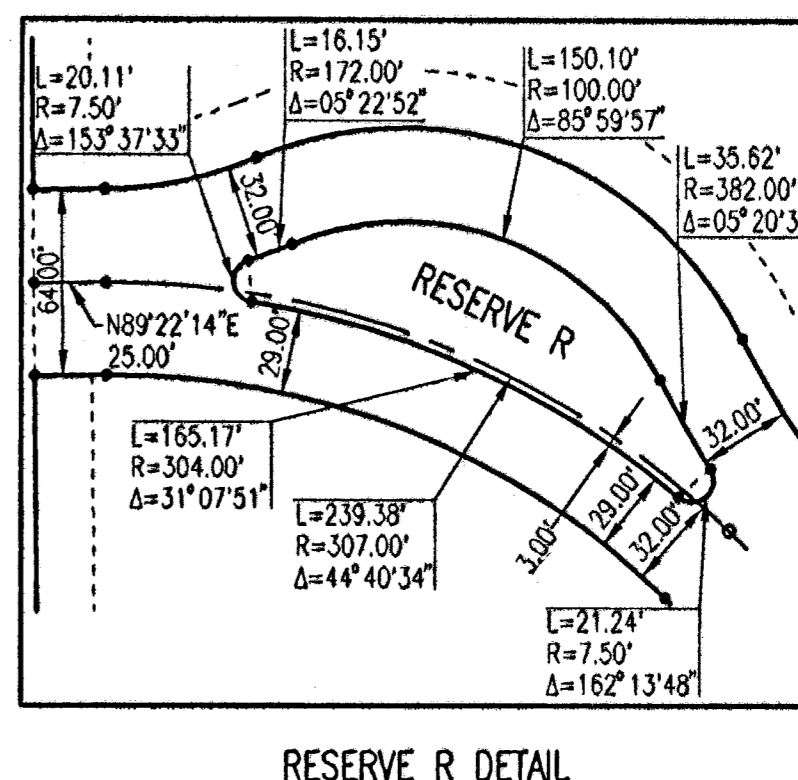 L=20.11'
R=7.50'
Δ=153°37'33"
L=16.15'
R=172.00'
Δ=05°22'52"
L=150.10'
R=100.00'
Δ=85°59'57"
L=35.62'
R=382.00'
Δ=05°20'3
32.00'
64.00'
RESERVE R
N89°22'14"E
25.00'
29.00'
32.00'
L=165.17'
R=304.00'
Δ=31°07'51"
L=239.38'
R=307.00'
Δ=44°40'34"
3.00'
29.00'
32.00'
L=21.24'
R=7.50'
Δ=162°13'48"
RESERVE R DETAIL